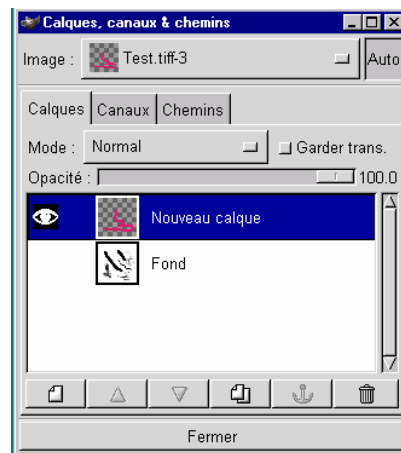 Calques, canaux & chemins
Image : Test.tiff-3 Auto
Calques Canaux Chemins
Mode : Normal Garder trans.
Opacité : 100.0
Nouveau calque
Fond
Fermer